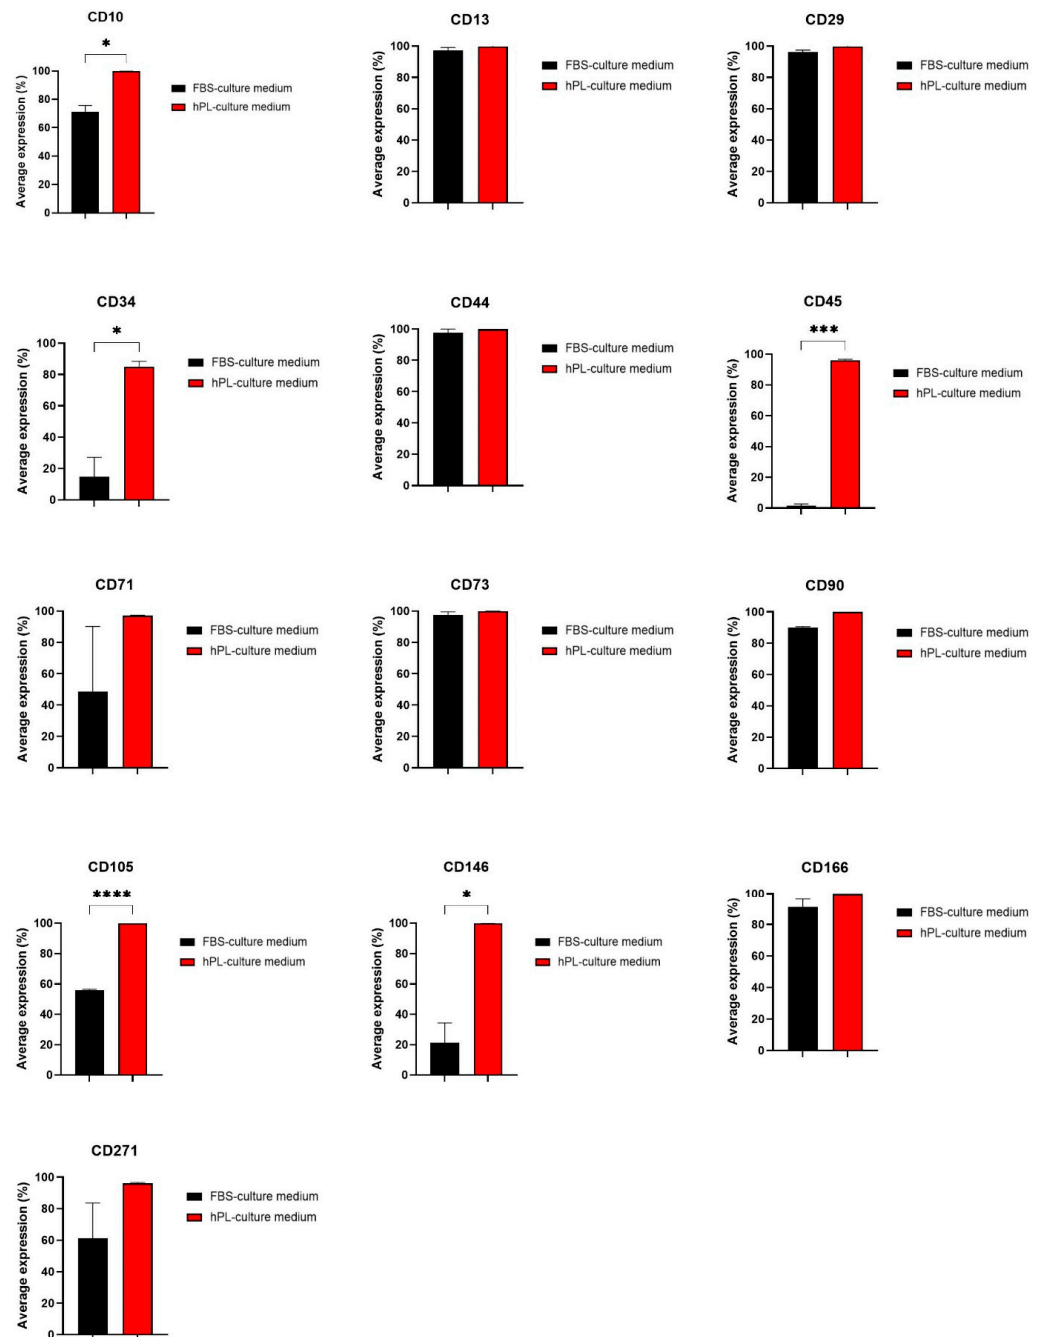 CD10
*
Average expression (%)
100
80
60
40
20
0
FBS-culture medium
hPL-culture medium
CD13
Average expression (%)
100
80
60
40
20
0
FBS-culture medium
hPL-culture medium
CD29
Average expression (%)
100
80
60
40
20
0
FBS-culture medium
hPL-culture medium
CD34
*
Average expression (%)
100
80
60
40
20
0
FBS-culture medium
hPL-culture medium
CD44
Average expression (%)
100
80
60
40
20
0
FBS-culture medium
hPL-culture medium
CD45
***
Average expression (%)
100
80
60
40
20
0
FBS-culture medium
hPL-culture medium
CD71
Average expression (%)
100
80
60
40
20
0
FBS-culture medium
hPL-culture medium
CD73
Average expression (%)
100
80
60
40
20
0
FBS-culture medium
hPL-culture medium
CD90
Average expression (%)
100
80
60
40
20
0
FBS-culture medium
hPL-culture medium
CD105
****
Average expression (%)
100
80
60
40
20
0
FBS-culture medium
hPL-culture medium
CD146
*
Average expression (%)
100
80
60
40
20
0
FBS-culture medium
hPL-culture medium
CD166
Average expression (%)
100
80
60
40
20
0
FBS-culture medium
hPL-culture medium
CD271
Average expression (%)
100
80
60
40
20
0
FBS-culture medium
hPL-culture medium